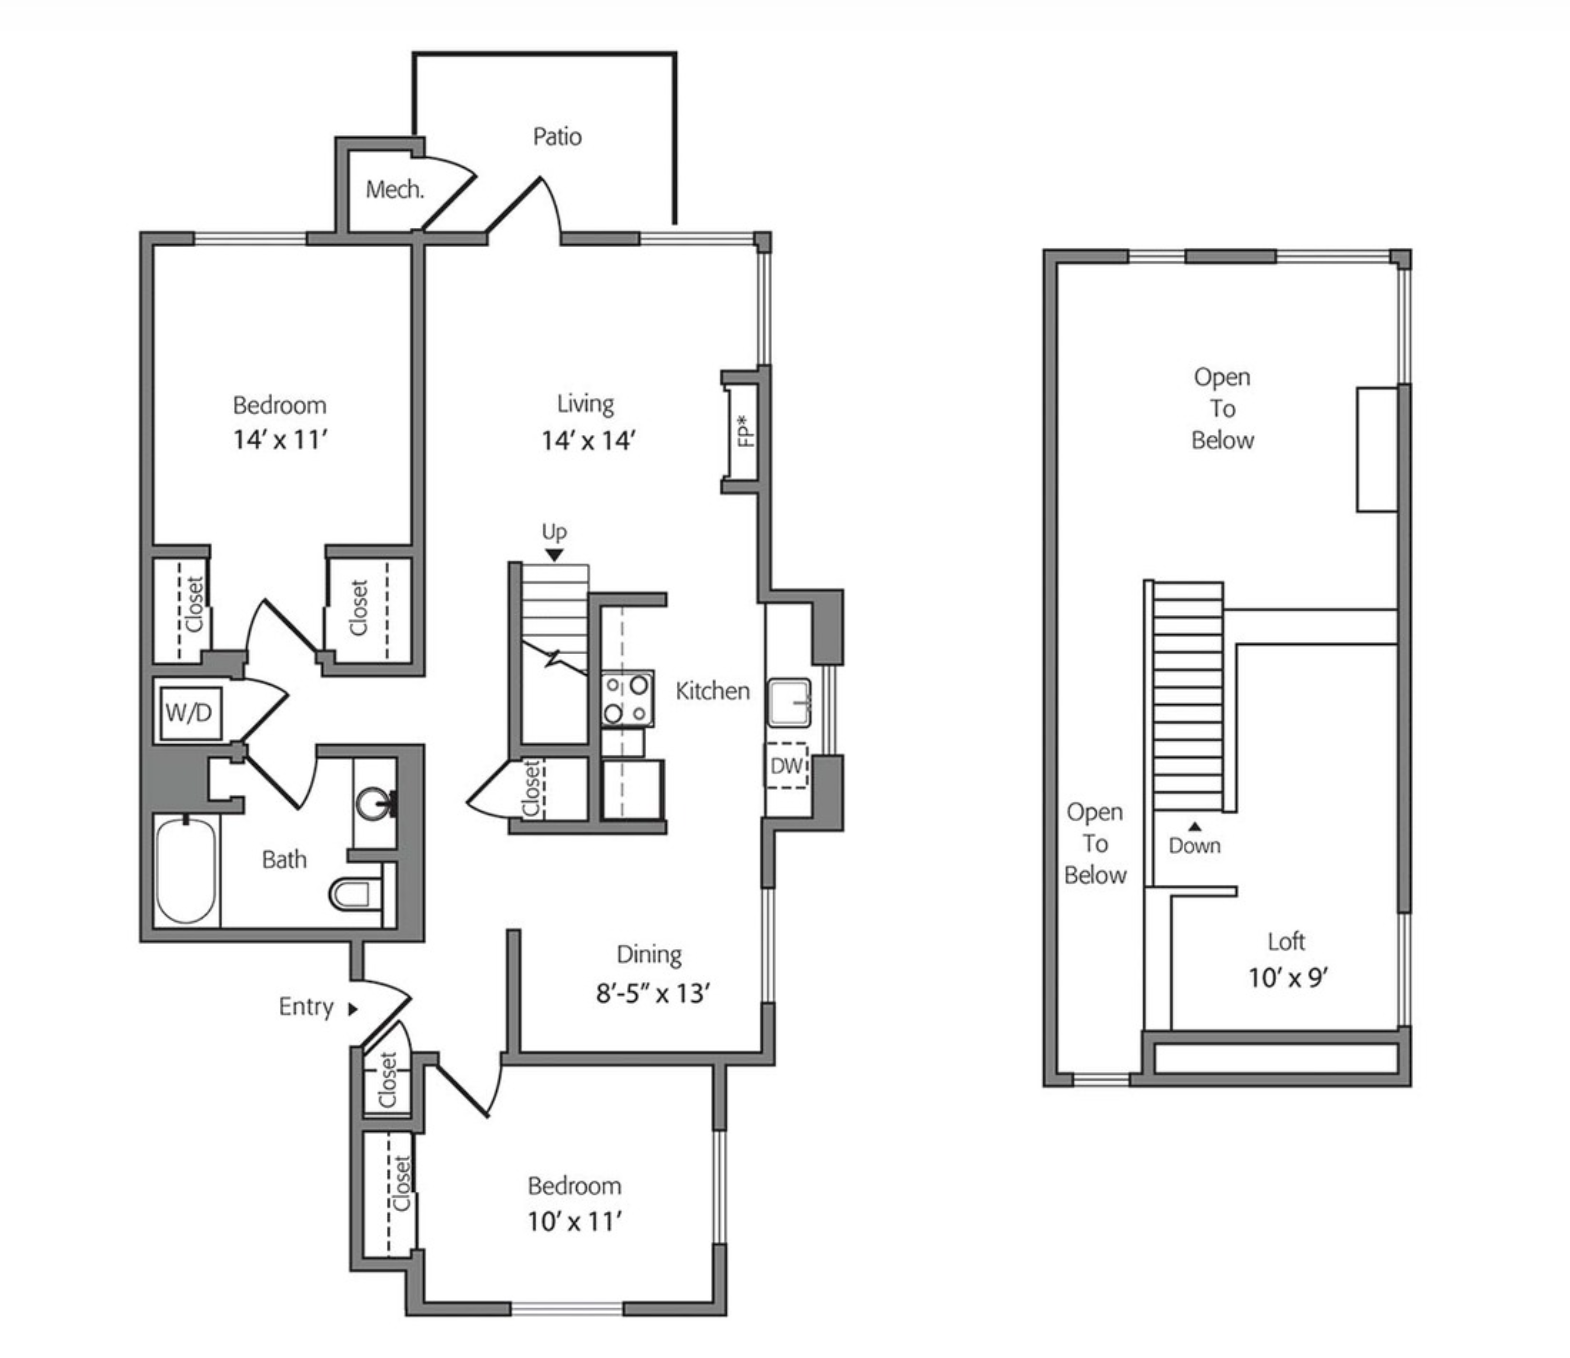 Patio
Mech.
Bedroom
14’ x 11’
Living
14’ x 14’
FP*
Up
Closet
Closet
Kitchen
W/D
DW
Closet
Bath
Dining
8’-5” x 13’
Entry
Closet
Closet
Bedroom
10’ x 11’
Open
To
Below
Open
To
Below
Down
Loft
10’ x 9’